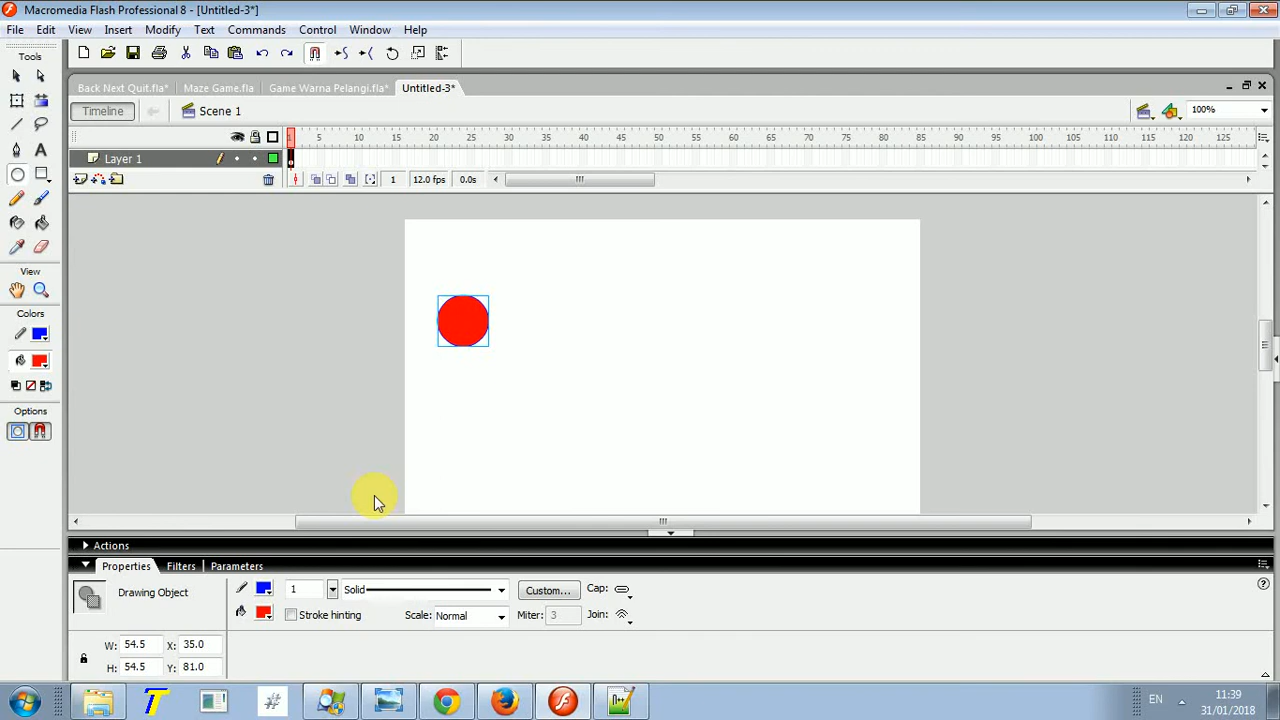 Macromedia Flash Professional 8 - [Untitled-3*]
File Edit View Insert Modify Text Commands Control Window Help
Tools
Back Next Quit.fla* Maze Game.fla Game Warna Pelangi.fla* Untitled-3*
Timeline Scene 1 100%
1 5 10 15 20 25 30 35 40 45 50 55 60 65 70 75 80 85 90 95 100 105 110 115 120 125
Layer 1
1 12.0 fps 0.0s
View
Colors
Options
Actions
Properties Filters Parameters
Drawing Object 1 Solid Custom... Cap:
Stroke hinting Scale: Normal Miter: 3 Join:
W: 54.5 X: 35.0
H: 54.5 Y: 81.0
EN 11:39
31/01/2018